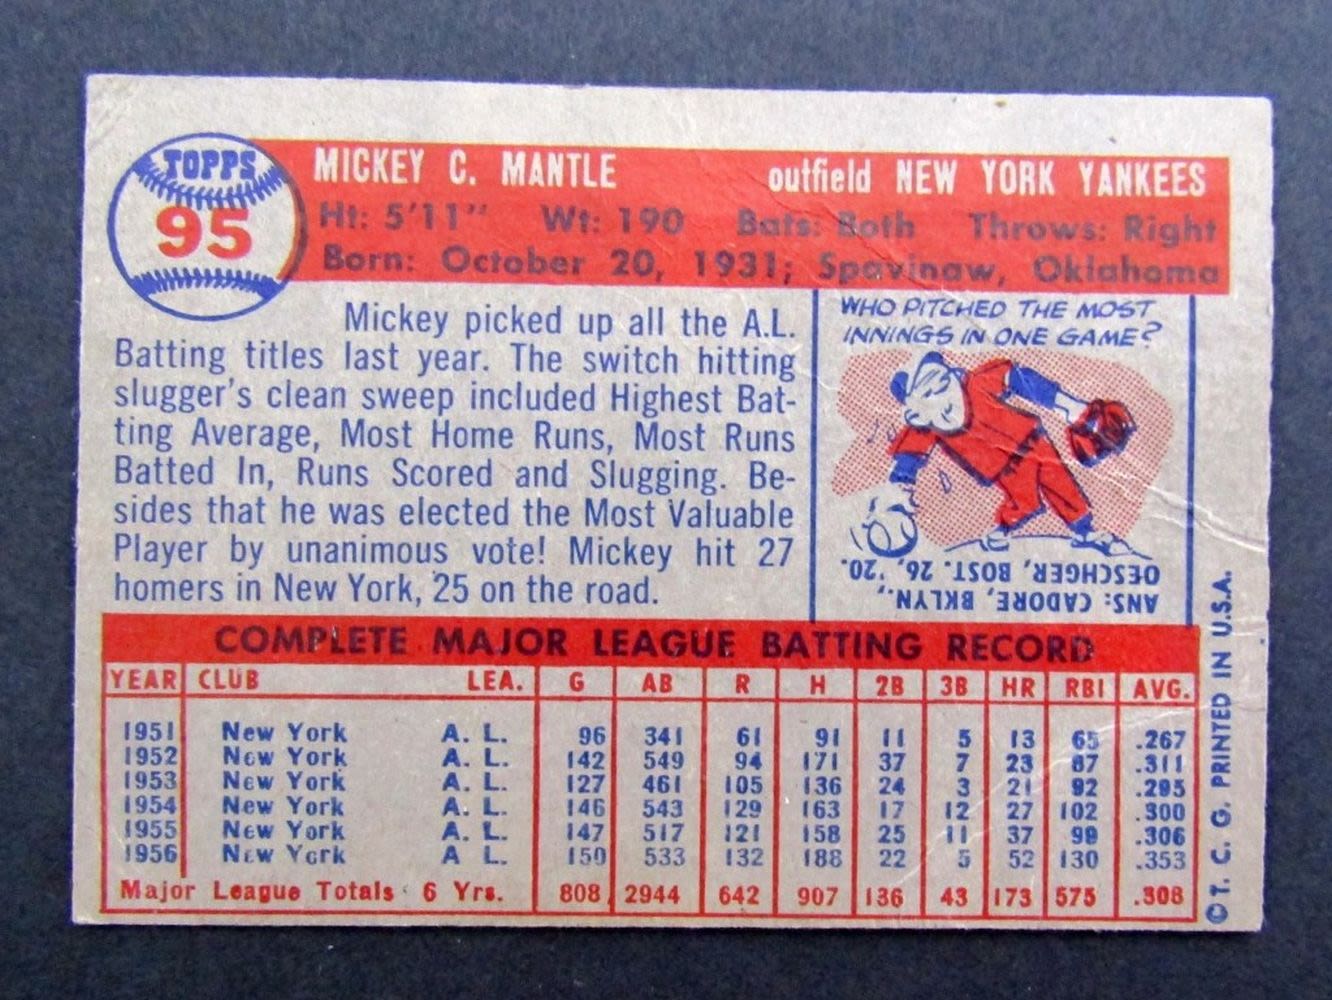 TOPPS
95
MICKEY C. MANTLE outfield NEW YORK YANKEES
Ht: 5'11" Wt: 190 Bats: Both Throws: Right
Born: October 20, 1931; Spavinaw, Oklahoma
Mickey picked up all the A.L.
Batting titles last year. The switch hitting
slugger's clean sweep included Highest Bat-
ting Average, Most Home Runs, Most Runs
Batted In, Runs Scored and Slugging. Be-
sides that he was elected the Most Valuable
Player by unanimous vote! Mickey hit 27
homers in New York, 25 on the road.
WHO PITCHED THE MOST
INNINGS IN ONE GAME?
ANS: CADORE, BKLYN.,
OESCHGER, BOST. 26, '20.
COMPLETE MAJOR LEAGUE BATTING RECORD
YEAR CLUB LEA. G AB R H 2B 3B HR RBI AVG.
1951 New York A. L. 96 341 61 91 11 5 13 65 .267
1952 New York A. L. 142 549 94 171 37 7 23 87 .311
1953 New York A. L. 127 461 105 136 24 3 21 92 .295
1954 New York A. L. 146 543 129 163 17 12 27 102 .300
1955 New York A. L. 147 517 121 158 25 11 37 99 .306
1956 New York A L. 150 533 132 188 22 5 52 130 .353
Major League Totals 6 Yrs. 808 2944 642 907 136 43 173 575 .308
© T. C. G. PRINTED IN U.S.A.